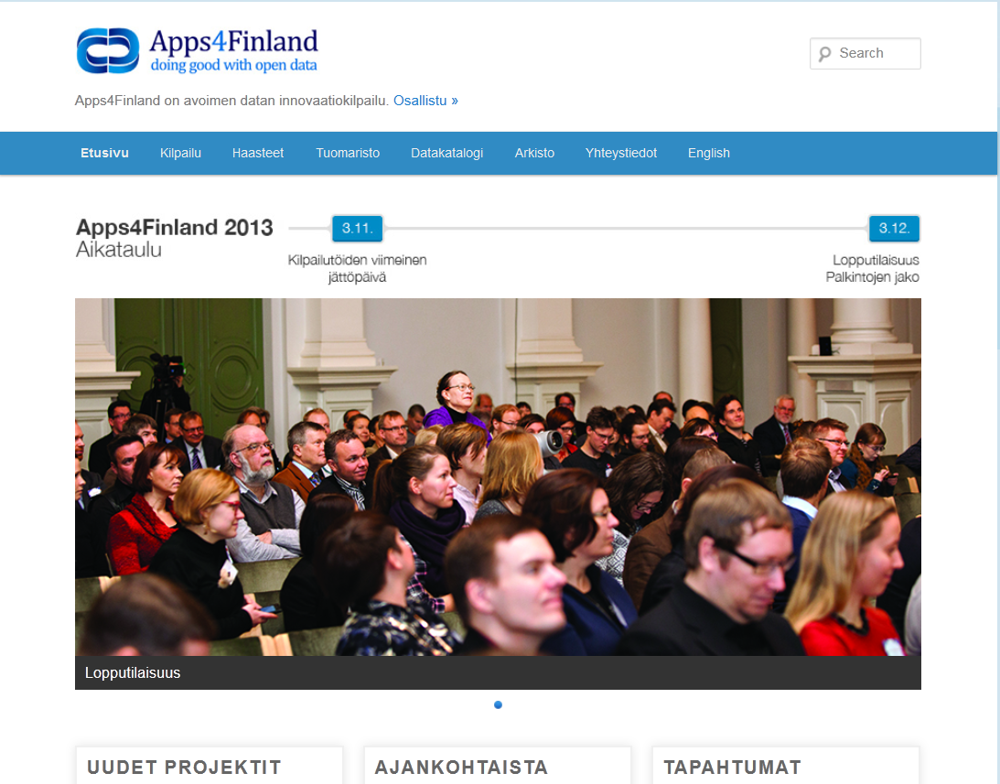 Apps4Finland
doing good with open data
Search
Apps4Finland on avoimen datan innovaatiokilpailu. Osallistu »
Etusivu Kilpailu Haasteet Tuomaristo Datakatalogi Arkisto Yhteystiedot English
Apps4Finland 2013
Aikataulu
3.11.
Kilpailutöiden viimeinen
jättöpäivä
3.12.
Lopputilaisuus
Palkintojen jako
Lopputilaisuus
UUDET PROJEKTIT
AJANKOHTAISTA
TAPAHTUMAT